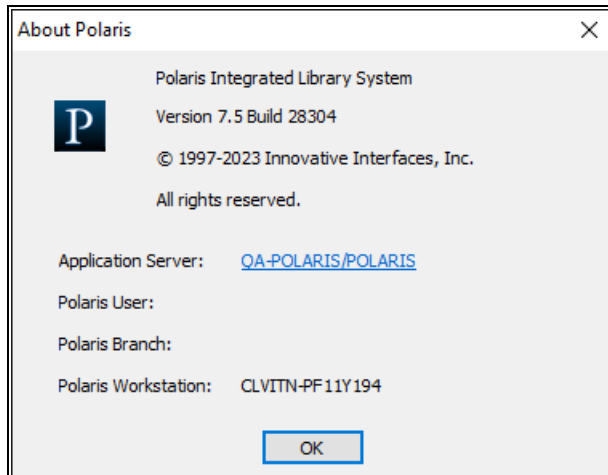 About Polaris
Polaris Integrated Library System
P
Version 7.5 Build 28304
© 1997-2023 Innovative Interfaces, Inc.
All rights reserved.
Application Server: QA-POLARIS/POLARIS
Polaris User:
Polaris Branch:
Polaris Workstation: CLVITN-PF11Y194
OK